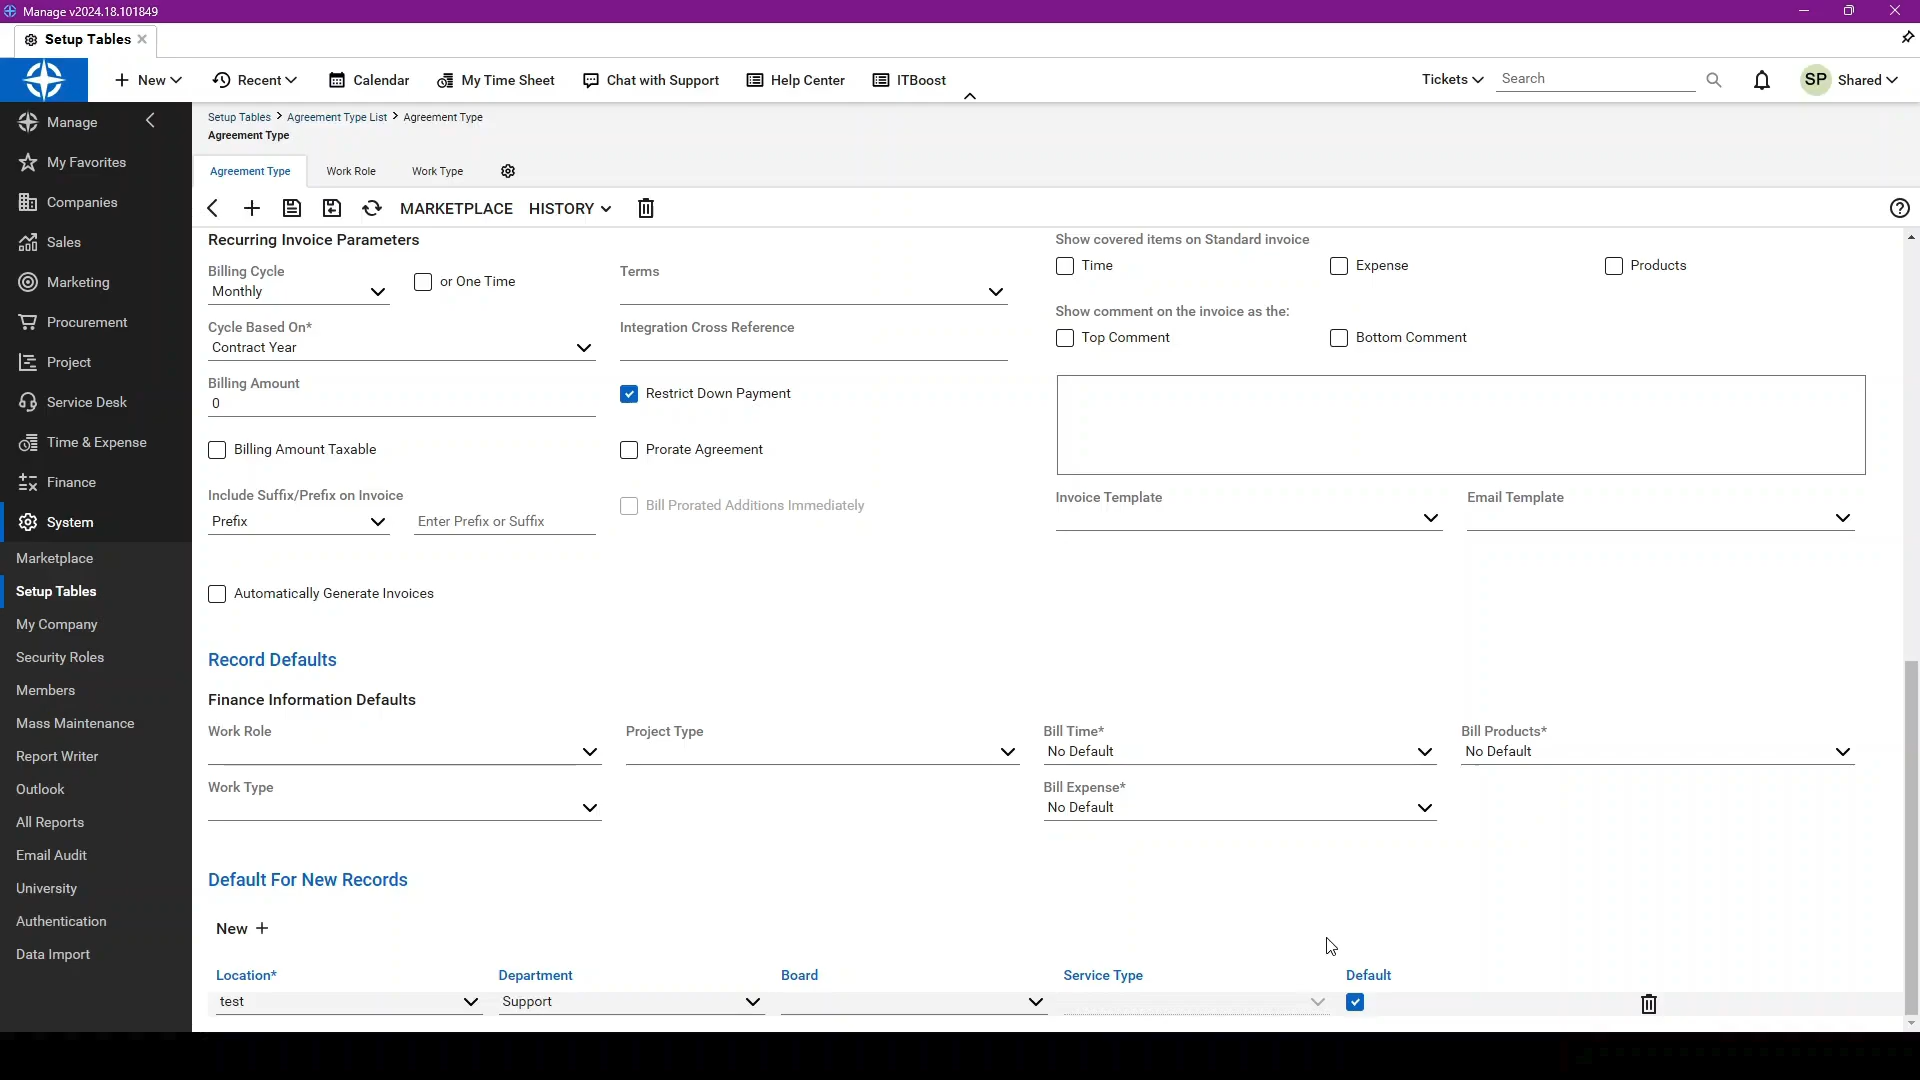 Manage v2024.18.101849
Setup Tables
New
Recent
Calendar
My Time Sheet
Chat with Support
Help Center
ITBoost
Tickets
Search
SP
Shared
Manage
My Favorites
Companies
Sales
Marketing
Procurement
Project
Service Desk
Time & Expense
Finance
System
Marketplace
Setup Tables
My Company
Security Roles
Members
Mass Maintenance
Report Writer
Outlook
All Reports
Email Audit
University
Authentication
Data Import
Setup Tables > Agreement Type List > Agreement Type
Agreement Type
Agreement Type
Work Role
Work Type
MARKETPLACE
HISTORY
Recurring Invoice Parameters
Billing Cycle
Monthly
or One Time
Terms
Cycle Based On*
Contract Year
Integration Cross Reference
Billing Amount
0
Restrict Down Payment
Billing Amount Taxable
Prorate Agreement
Include Suffix/Prefix on Invoice
Prefix
Enter Prefix or Suffix
Bill Prorated Additions Immediately
Automatically Generate Invoices
Show covered items on Standard invoice
Time
Expense
Products
Show comment on the invoice as the:
Top Comment
Bottom Comment
Invoice Template
Email Template
Record Defaults
Finance Information Defaults
Work Role
Project Type
Bill Time*
No Default
Bill Products*
No Default
Work Type
Bill Expense*
No Default
Default For New Records
New +
Location*
Department
Board
Service Type
Default
test
Support